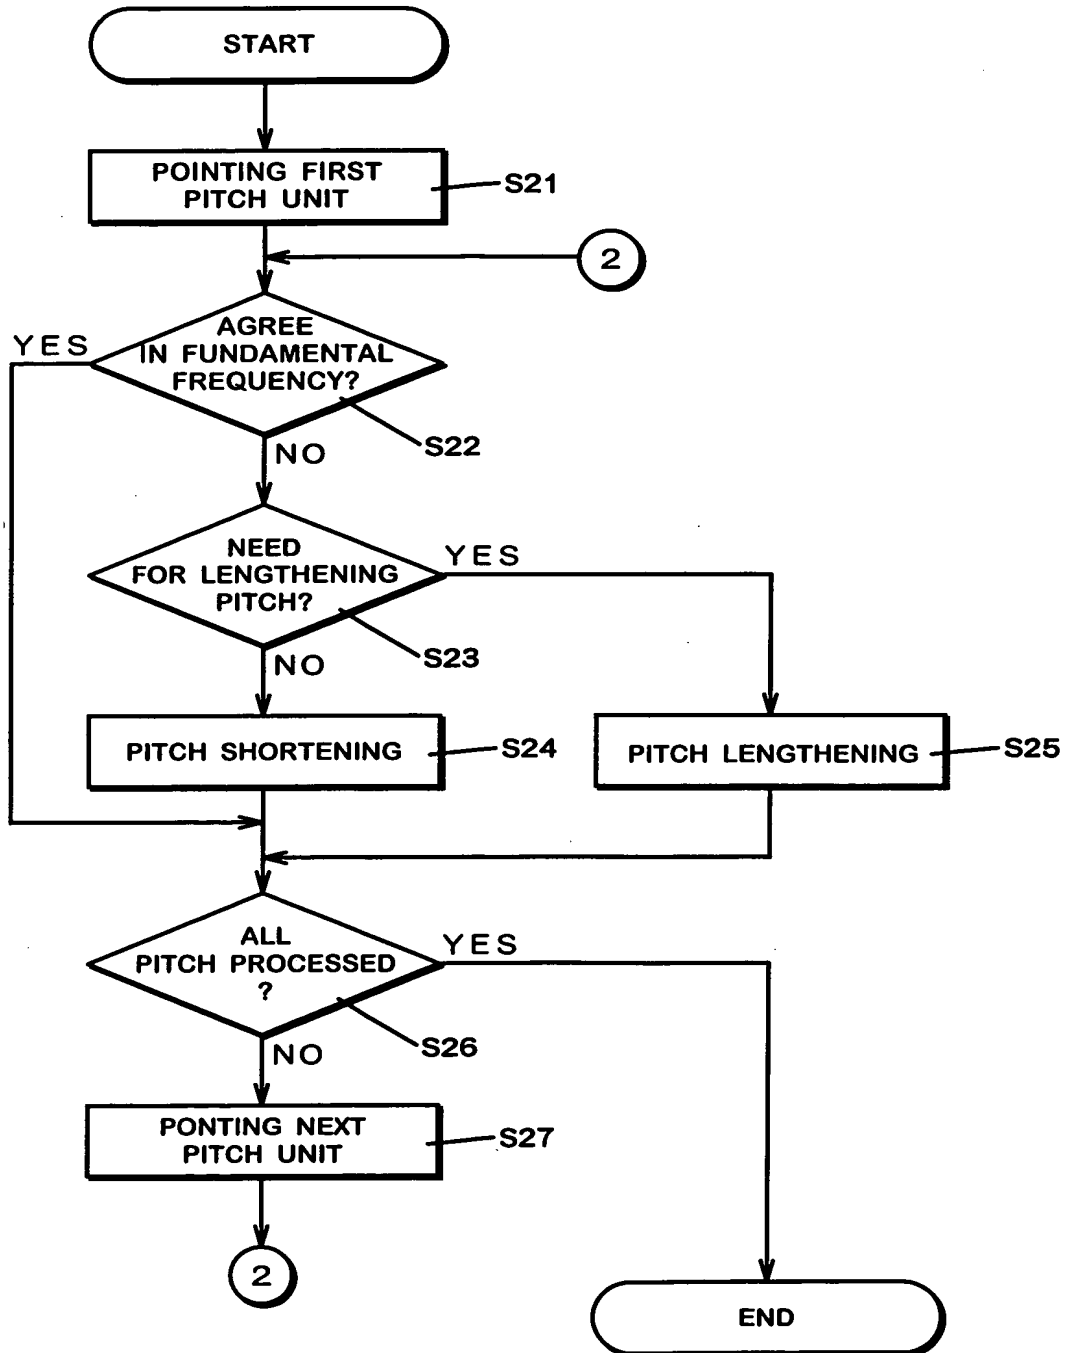 START
POINTING FIRST
PITCH UNIT
S21
2
AGREE
IN FUNDAMENTAL
FREQUENCY?
YES
S22
NO
NEED
FOR LENGTHENING
PITCH?
YES
S23
NO
PITCH SHORTENING
S24
PITCH LENGTHENING
S25
ALL
PITCH PROCESSED
?
YES
S26
NO
PONTING NEXT
PITCH UNIT
S27
2
END